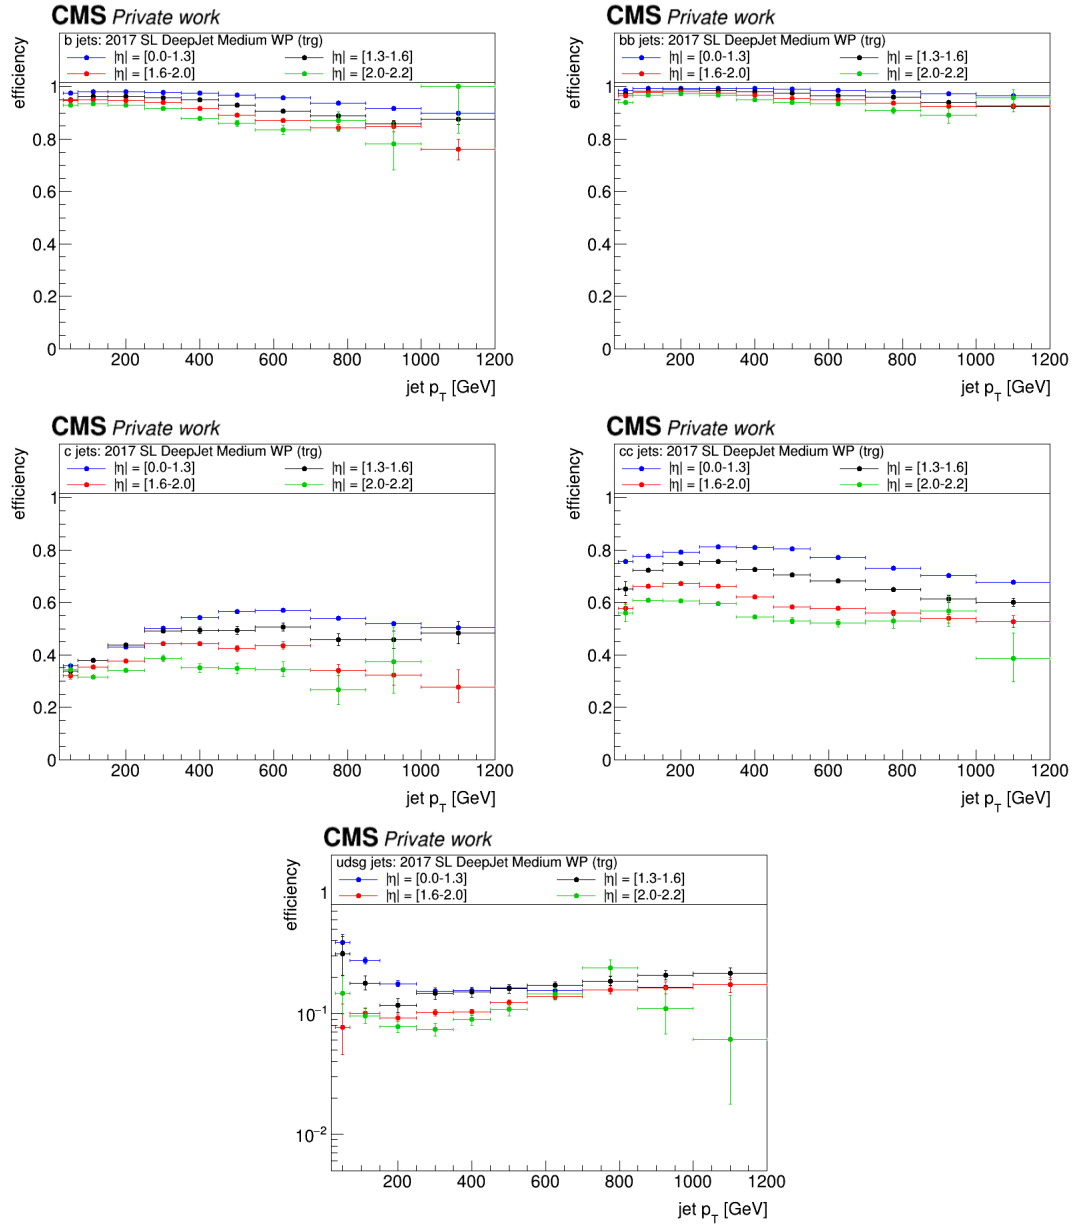 CMS Private work
b jets: 2017 SL DeepJet Medium WP (trg)
|η| = [0.0-1.3] |η| = [1.3-1.6]
|η| = [1.6-2.0] |η| = [2.0-2.2]
efficiency
1
0.8
0.6
0.4
0.2
0
200 400 600 800 1000 1200
jet pT [GeV]
CMS Private work
bb jets: 2017 SL DeepJet Medium WP (trg)
|η| = [0.0-1.3] |η| = [1.3-1.6]
|η| = [1.6-2.0] |η| = [2.0-2.2]
efficiency
1
0.8
0.6
0.4
0.2
0
200 400 600 800 1000 1200
jet pT [GeV]
CMS Private work
c jets: 2017 SL DeepJet Medium WP (trg)
|η| = [0.0-1.3] |η| = [1.3-1.6]
|η| = [1.6-2.0] |η| = [2.0-2.2]
efficiency
1
0.8
0.6
0.4
0.2
0
200 400 600 800 1000 1200
jet pT [GeV]
CMS Private work
cc jets: 2017 SL DeepJet Medium WP (trg)
|η| = [0.0-1.3] |η| = [1.3-1.6]
|η| = [1.6-2.0] |η| = [2.0-2.2]
efficiency
1
0.8
0.6
0.4
0.2
0
200 400 600 800 1000 1200
jet pT [GeV]
CMS Private work
udsg jets: 2017 SL DeepJet Medium WP (trg)
|η| = [0.0-1.3] |η| = [1.3-1.6]
|η| = [1.6-2.0] |η| = [2.0-2.2]
efficiency
1
10⁻¹
10⁻²
200 400 600 800 1000 1200
jet pT [GeV]